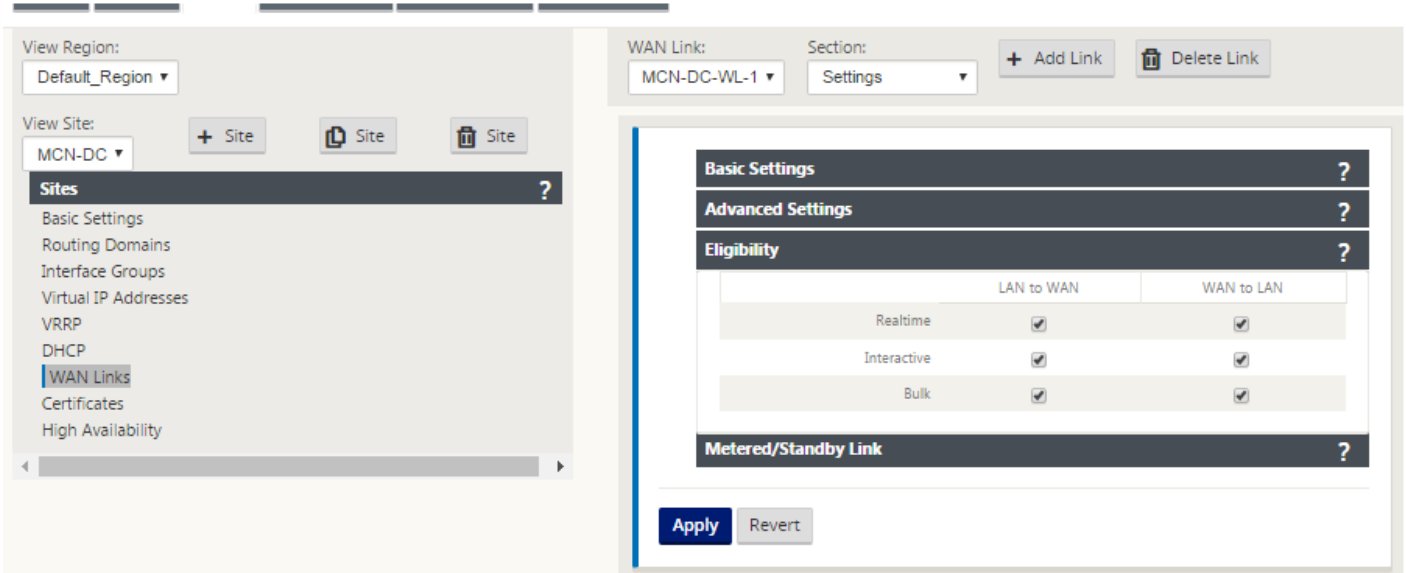 View Region:
Default_Region ▾
View Site:
MCN-DC ▾
+ Site
Site
Site
Sites ?
Basic Settings
Routing Domains
Interface Groups
Virtual IP Addresses
VRRP
DHCP
WAN Links
Certificates
High Availability
WAN Link: Section:
MCN-DC-WL-1 ▾ Settings ▾ + Add Link Delete Link
Basic Settings ?
Advanced Settings ?
Eligibility ?
LAN to WAN WAN to LAN
Realtime
Interactive
Bulk
Metered/Standby Link ?
Apply Revert